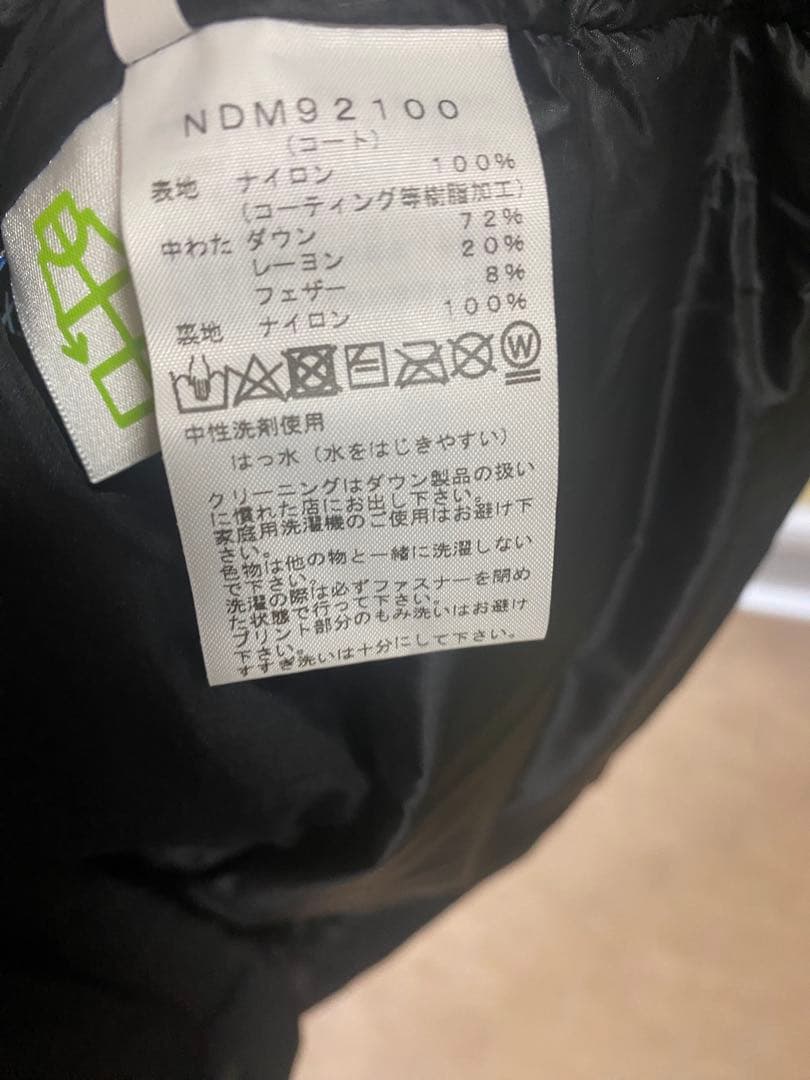 NDM92100
(コート)
表地 ナイロン 100%
(コーティング等樹脂加工)
中わた ダウン 72%
レーヨン 20%
フェザー 8%
裏地 ナイロン 100%
W
中性洗剤使用
はっ水(水をはじきやすい)
クリーニングはダウン製品の扱い
に慣れた店にお出し下さい。
家庭用洗濯機のご使用はお避け下
さい。
色物は他の物と一緒に洗濯しない
で下さい。
洗濯の際は必ずファスナーを閉め
た状態で行って下さい。
プリント部分のもみ洗いはお避け
下さい。
すすぎ洗いは十分にして下さい。